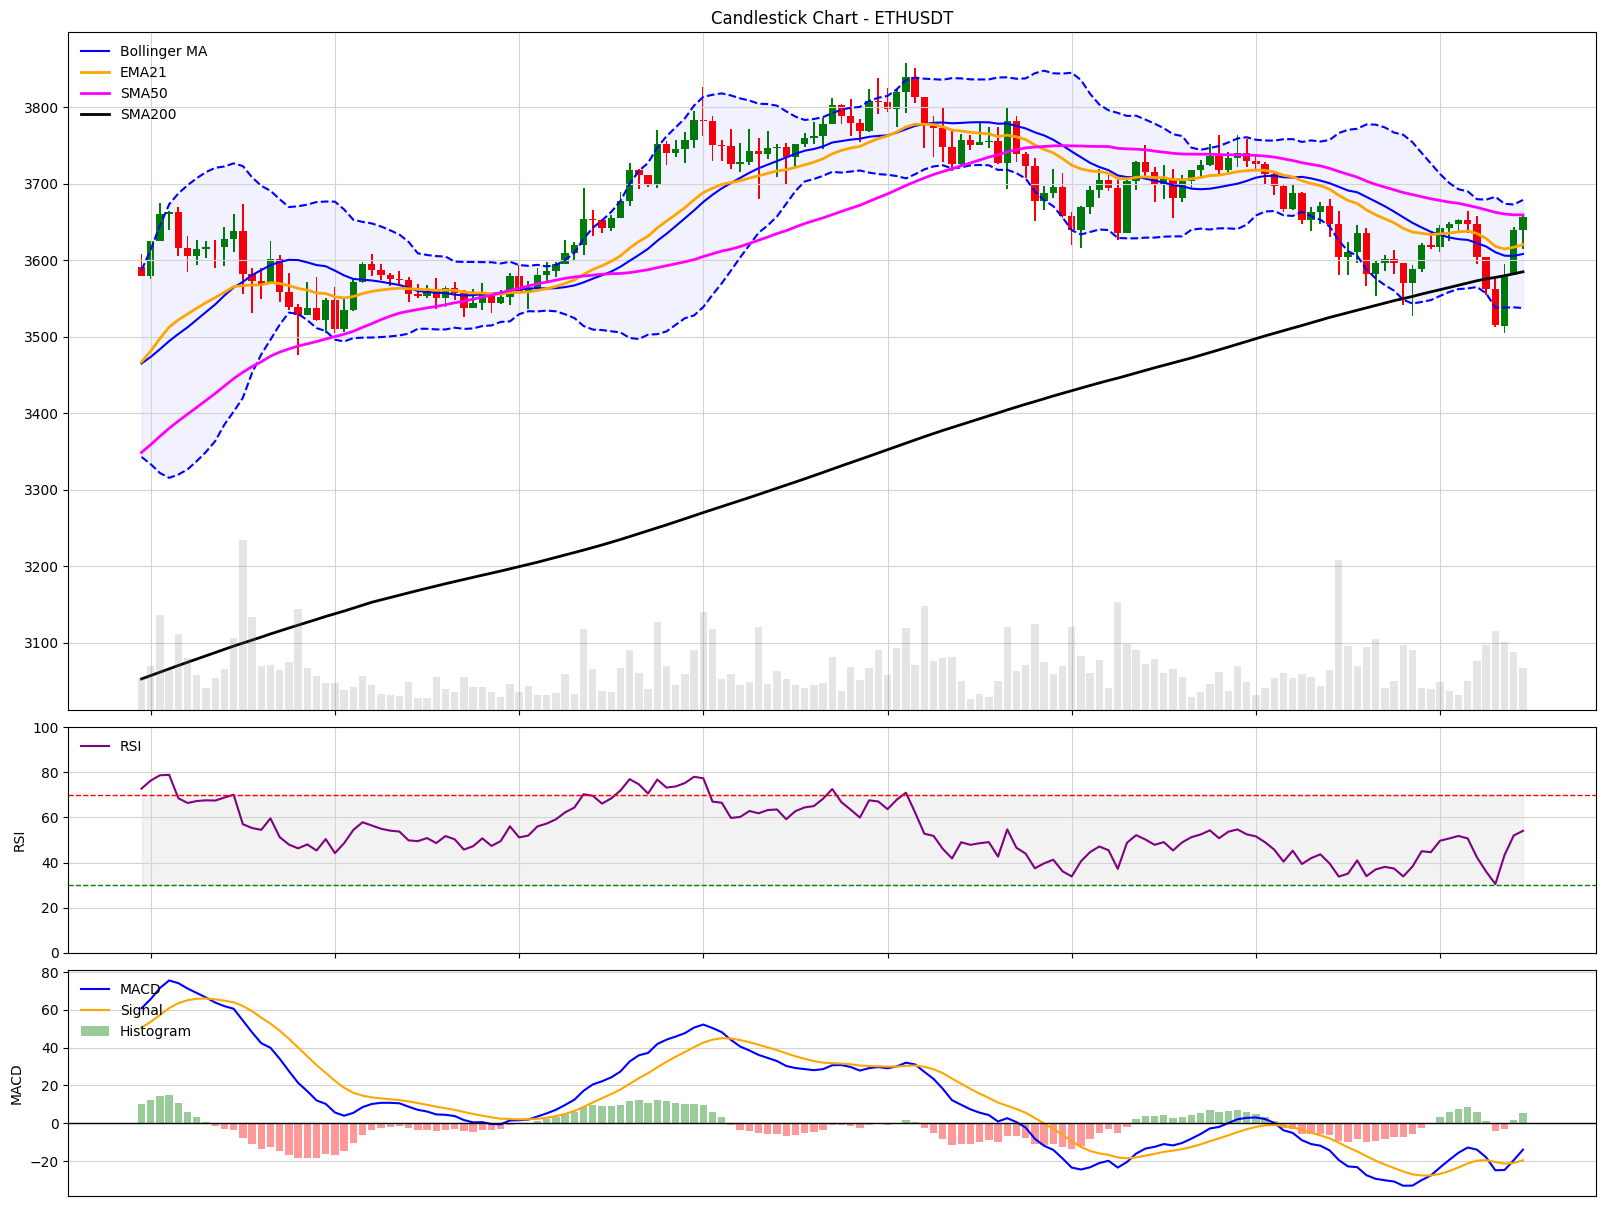 Candlestick Chart - ETHUSDT
Bollinger MA
EMA21
SMA50
SMA200
3800
3700
3600
3500
3400
3300
3200
3100
100
80
60
40
20
0
RSI
RSI
80
60
40
20
0
−20
MACD
MACD
Signal
Histogram